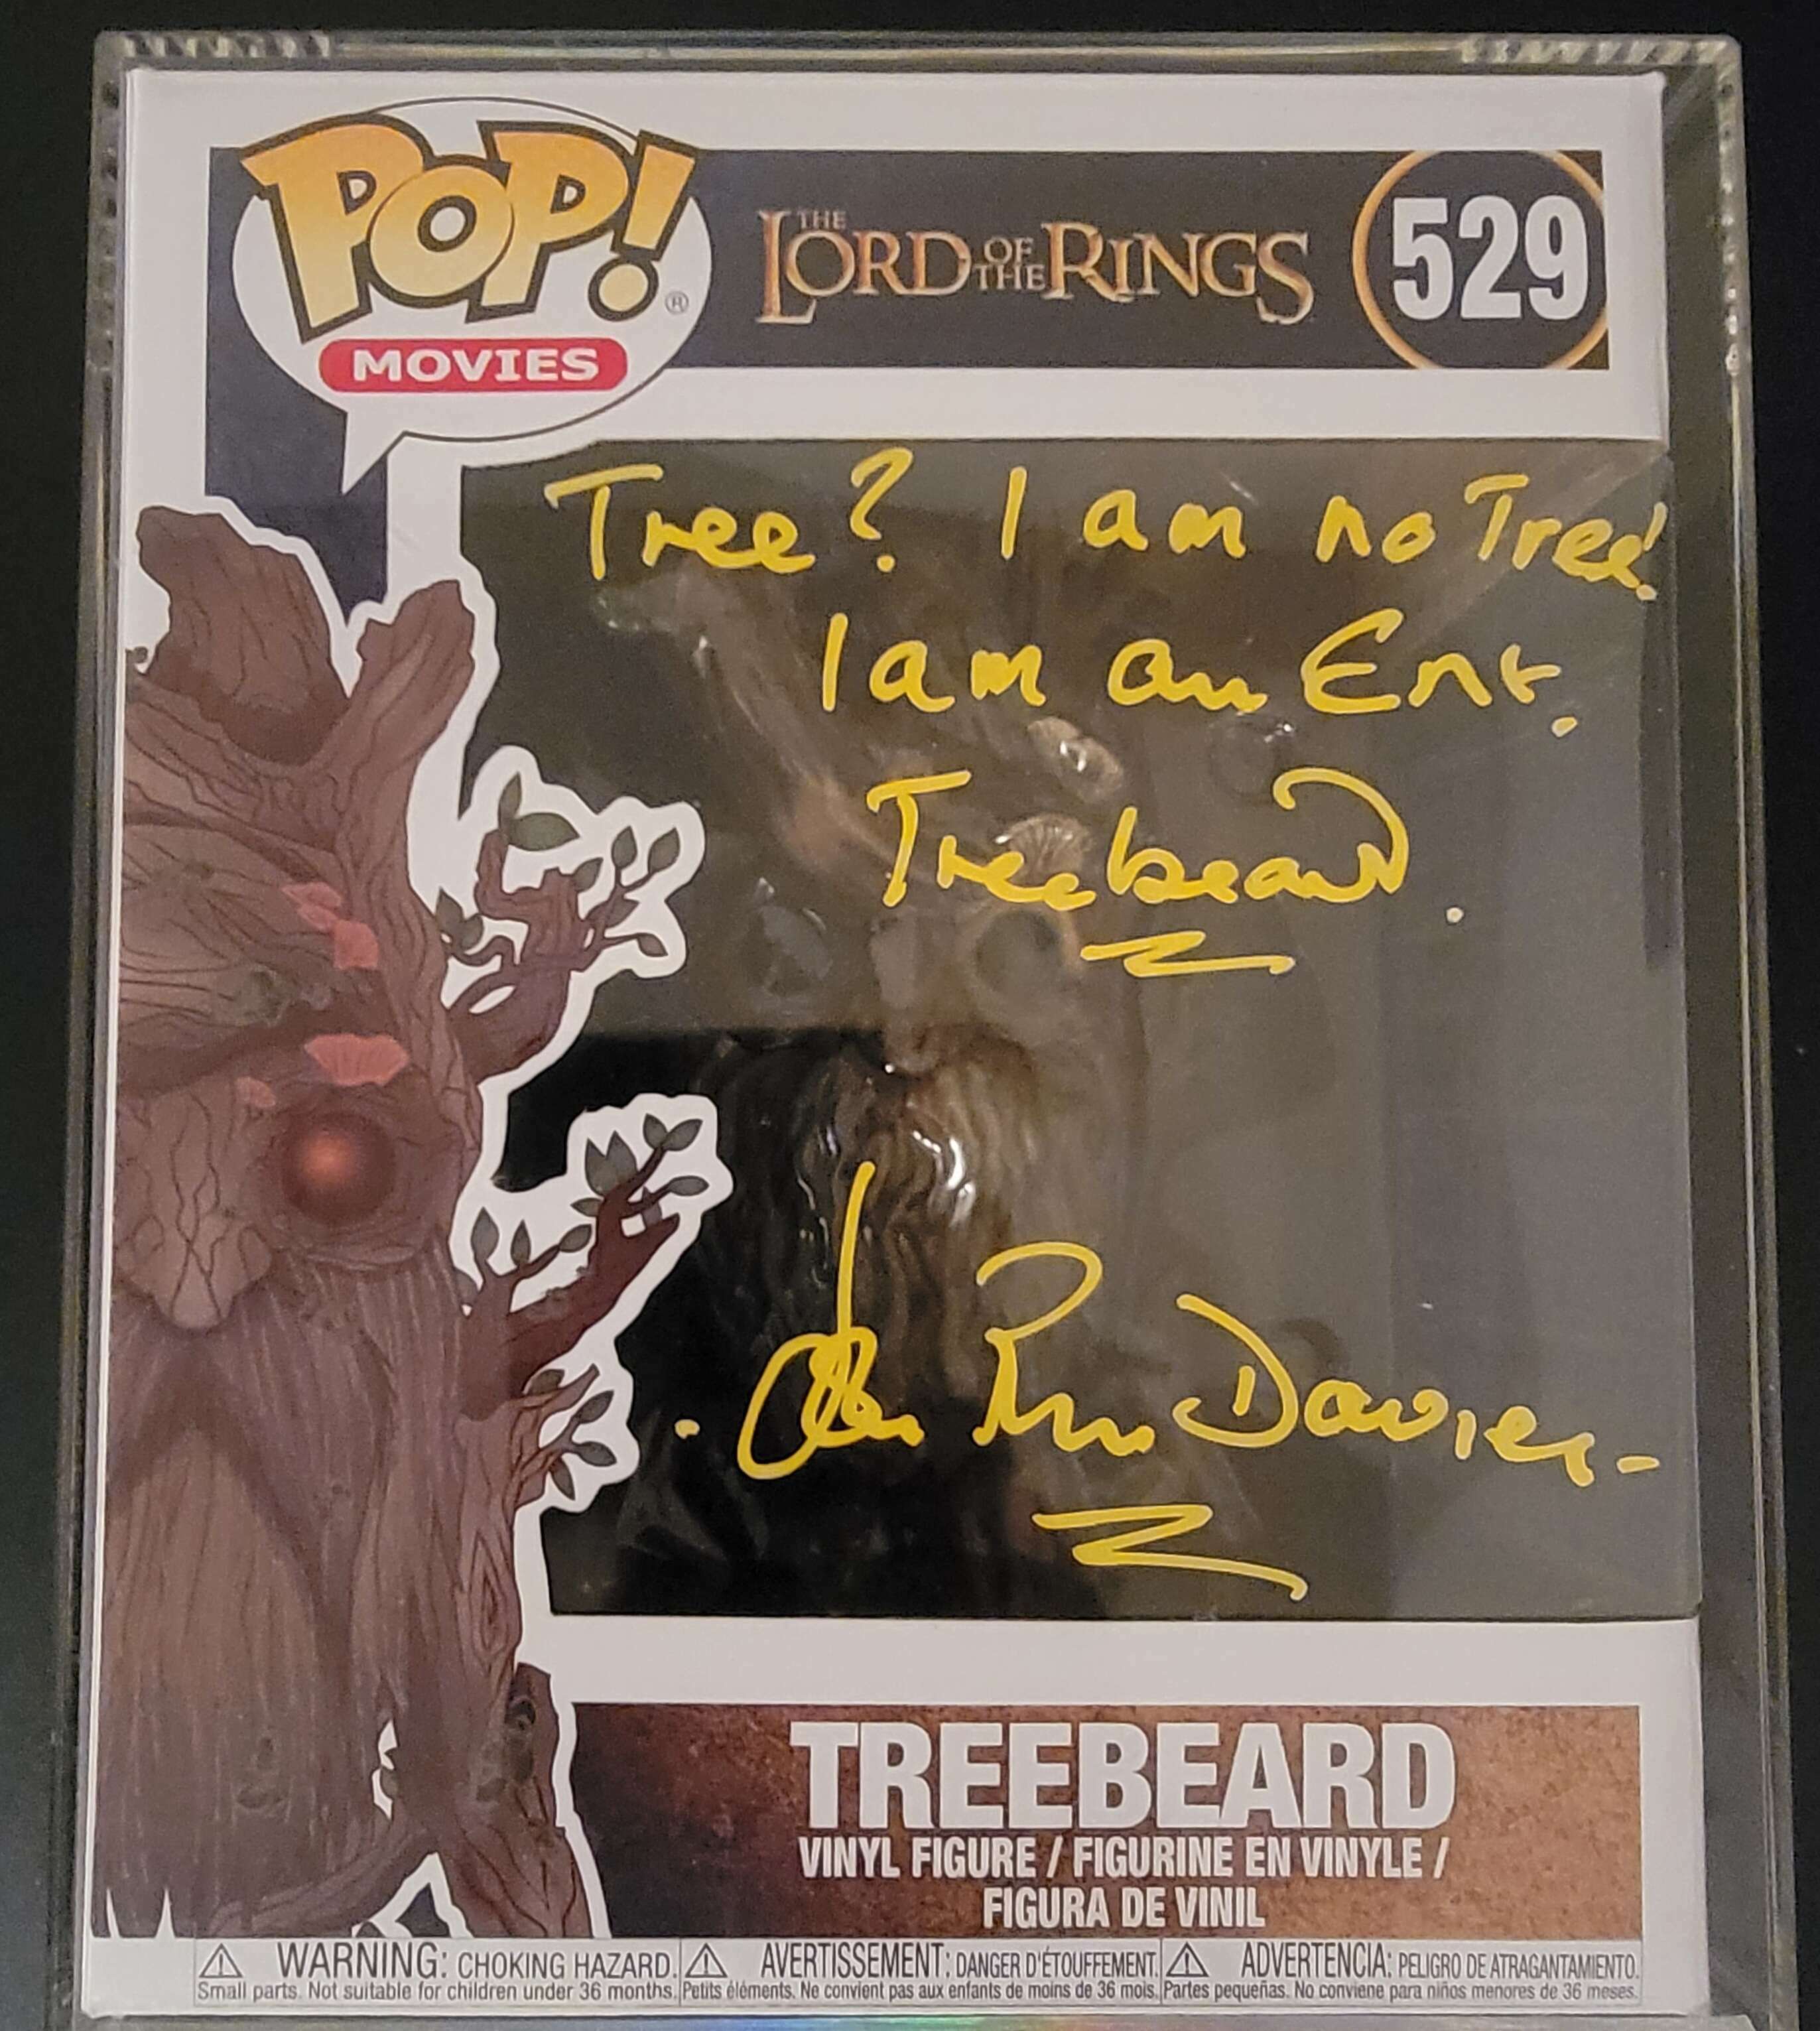 POP!®
MOVIES
THE LORD OF THE RINGS
529
Tree? I am no Tree!
I am an Ent.
Treebeard.
John Rhys Davies
TREEBEARD
VINYL FIGURE / FIGURINE EN VINYLE /
FIGURA DE VINIL
WARNING: CHOKING HAZARD.
Small parts. Not suitable for children under 36 months.
AVERTISSEMENT: DANGER D'ÉTOUFFEMENT.
Petits éléments. Ne convient pas aux enfants de moins de 36 mois.
ADVERTENCIA: PELIGRO DE ATRAGANTAMIENTO.
Partes pequeñas. No conviene para niños menores de 36 meses.